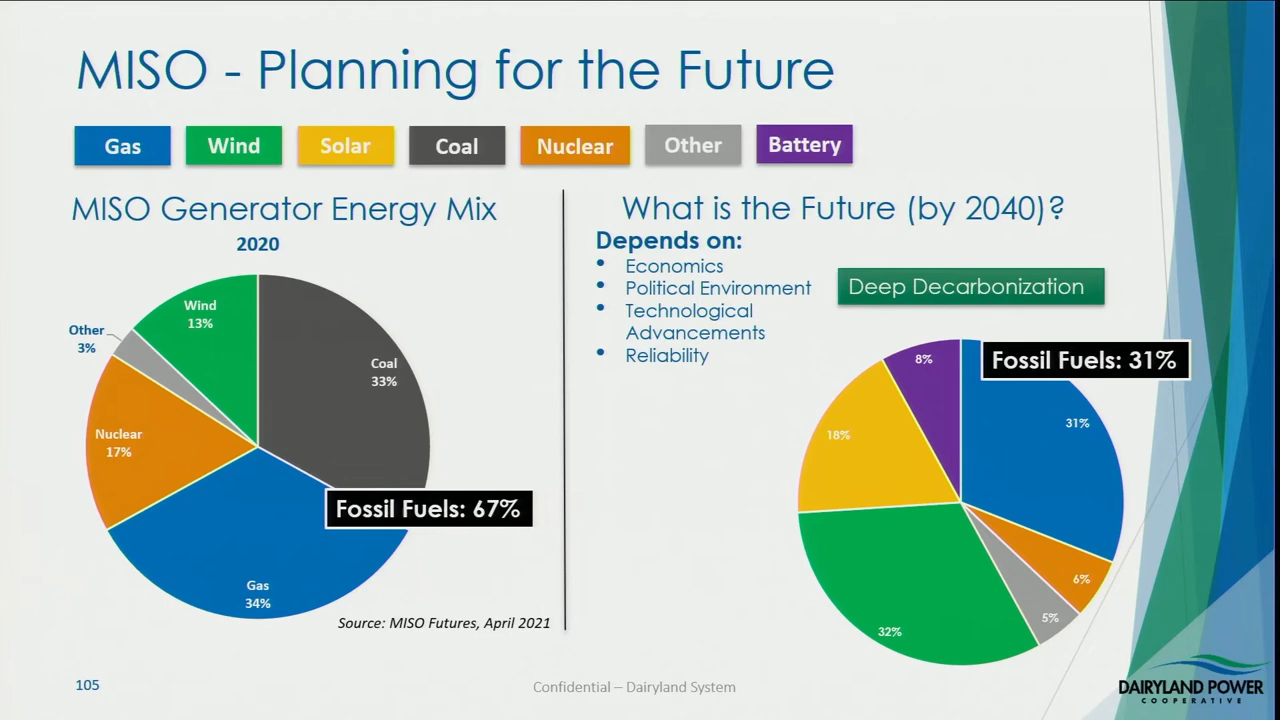 MISO - Planning for the Future
Gas
Wind
Solar
Coal
Nuclear
Other
Battery
MISO Generator Energy Mix
2020
Wind
13%
Other
3%
Coal
33%
Nuclear
17%
Fossil Fuels: 67%
Gas
34%
Source: MISO Futures, April 2021
What is the Future (by 2040)?
Depends on:
• Economics
• Political Environment
• Technological
Advancements
• Reliability
Deep Decarbonization
Fossil Fuels: 31%
8%
31%
18%
6%
5%
32%
105
Confidential – Dairyland System
DAIRYLAND POWER
COOPERATIVE